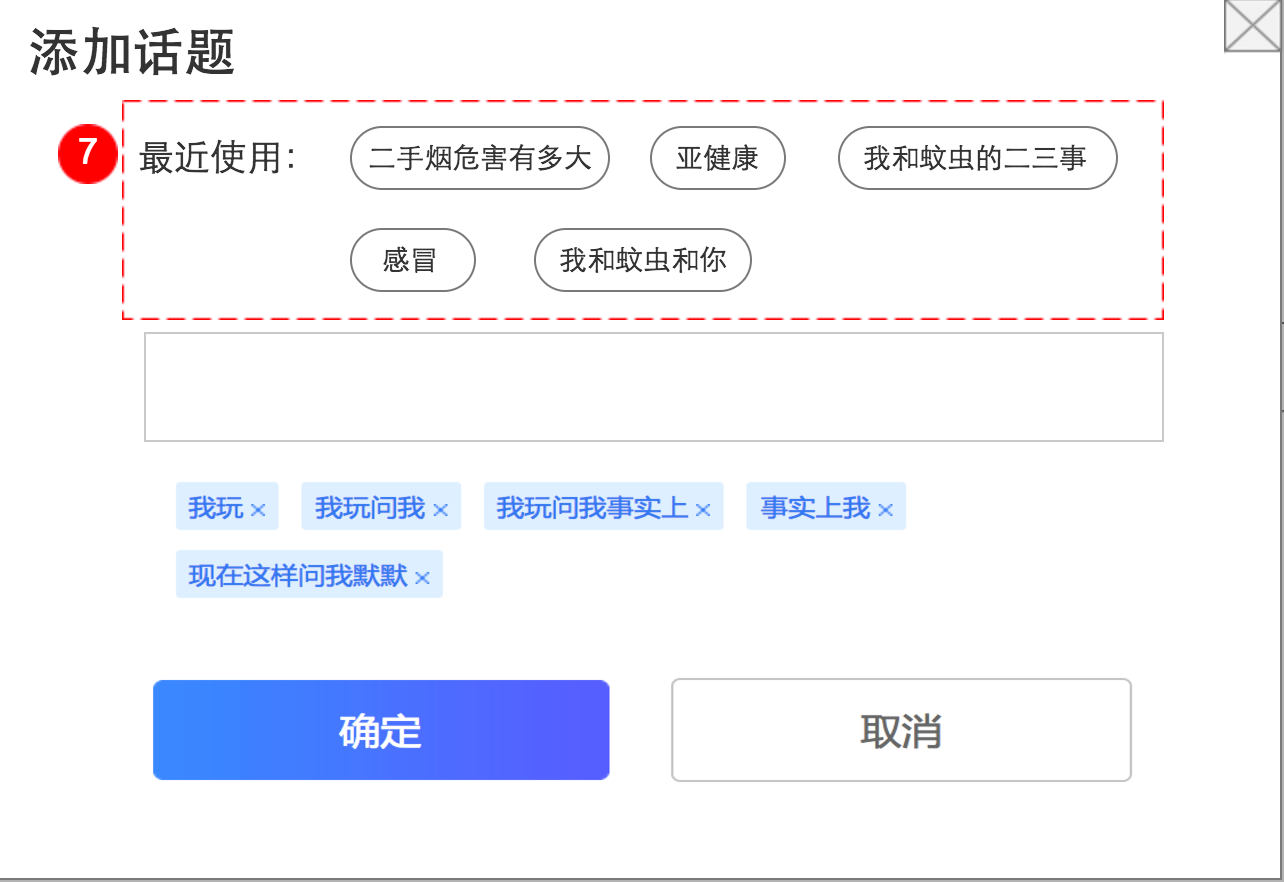 添加话题
7 最近使用： 二手烟危害有多大 亚健康 我和蚊虫的二三事
感冒 我和蚊虫和你
我玩 × 我玩问我 × 我玩问我事实上 × 事实上我 ×
现在这样问我默默 ×
确定 取消